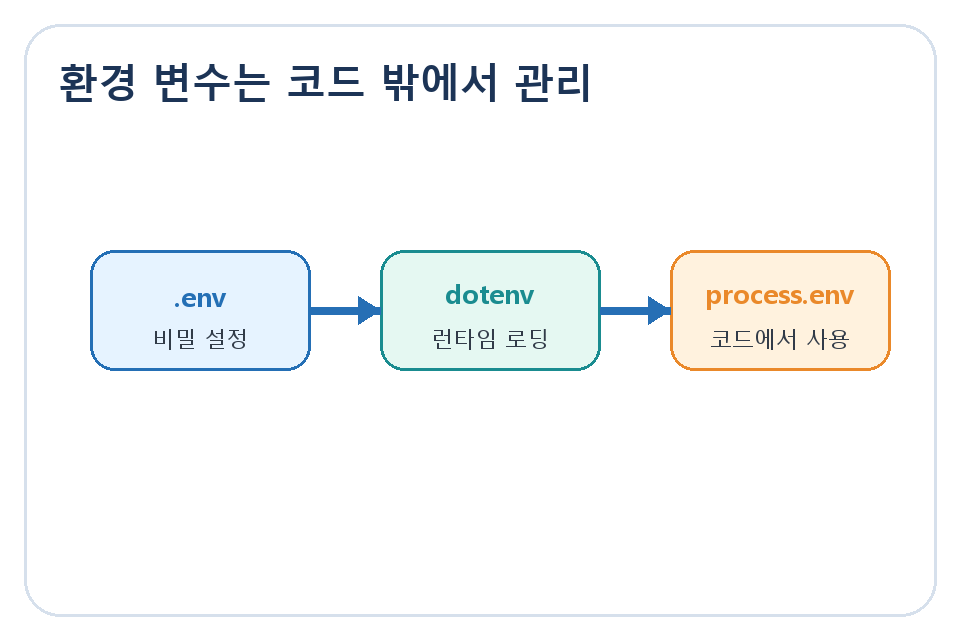 환경 변수는 코드 밖에서 관리
.env
비밀 설정
dotenv
런타임 로딩
process.env
코드에서 사용